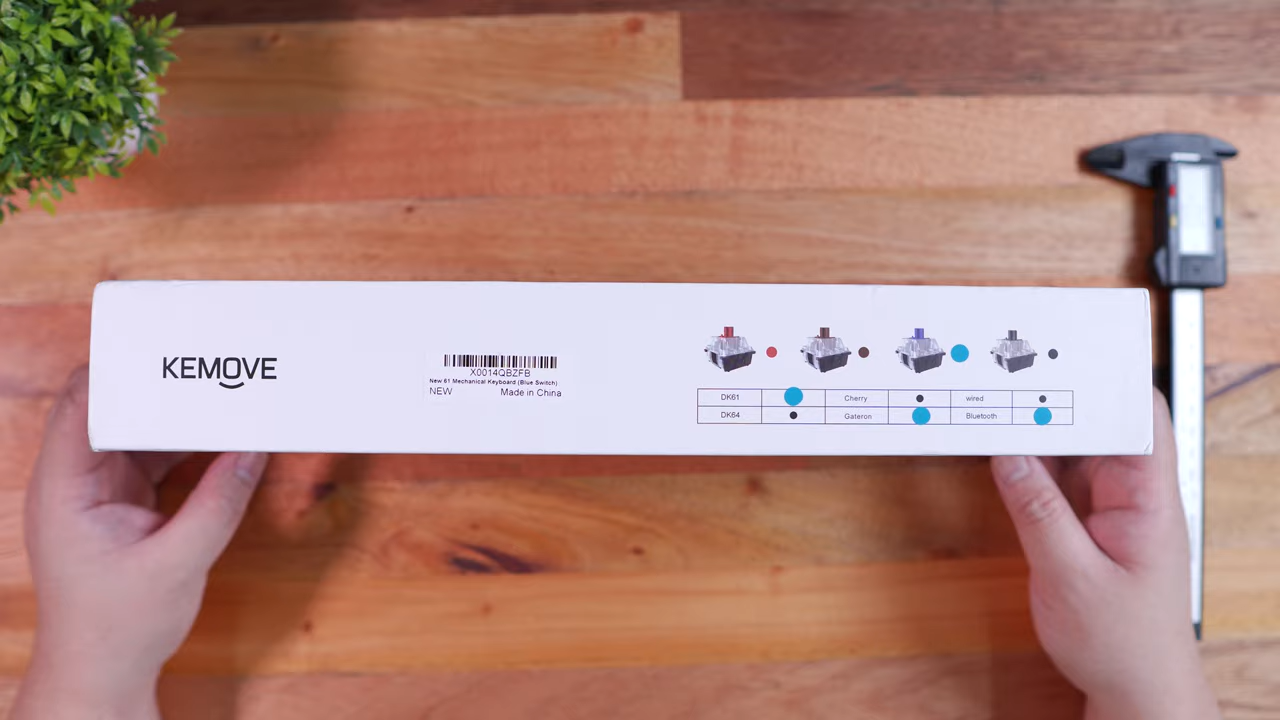 KEMOVE
X0014QBZFB
New 61 Mechanical Keyboard (Blue Switch)
NEW Made in China
DK61 Cherry wired
DK64 Gateron Bluetooth